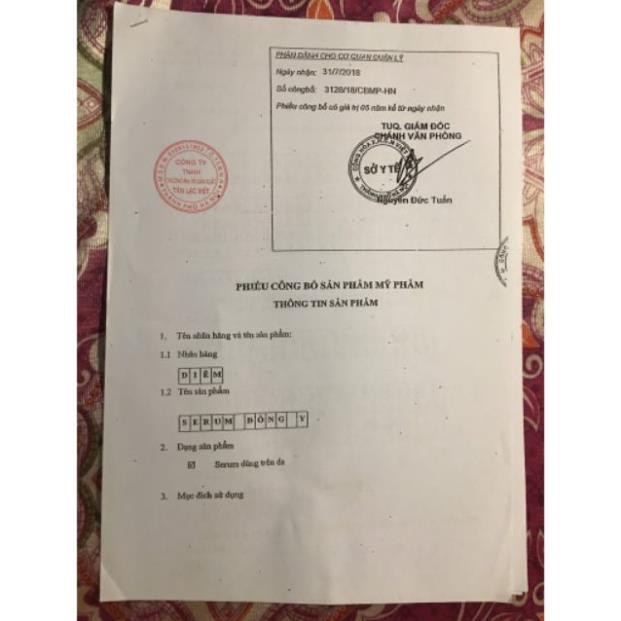 PHẦN DÀNH CHO CƠ QUAN QUẢN LÝ
Ngày nhận: 31/7/2018
Số công bố: 3128/18/CBMP-HN
Phiếu công bố có giá trị 05 năm kể từ ngày nhận
TUQ. GIÁM ĐỐC
CHÁNH VĂN PHÒNG
SỞ Y TẾ
Nguyễn Đức Tuấn
CÔNG TY
TNHH
TÂN LẠC VIỆT
PHIẾU CÔNG BỐ SẢN PHẨM MỸ PHẨM
THÔNG TIN SẢN PHẨM
1. Tên nhãn hàng và tên sản phẩm:
1.1 Nhãn hàng
DIỄM
1.2 Tên sản phẩm
SERUM ĐÔNG Y
2. Dạng sản phẩm
☑ Serum dùng trên da
3. Mục đích sử dụng